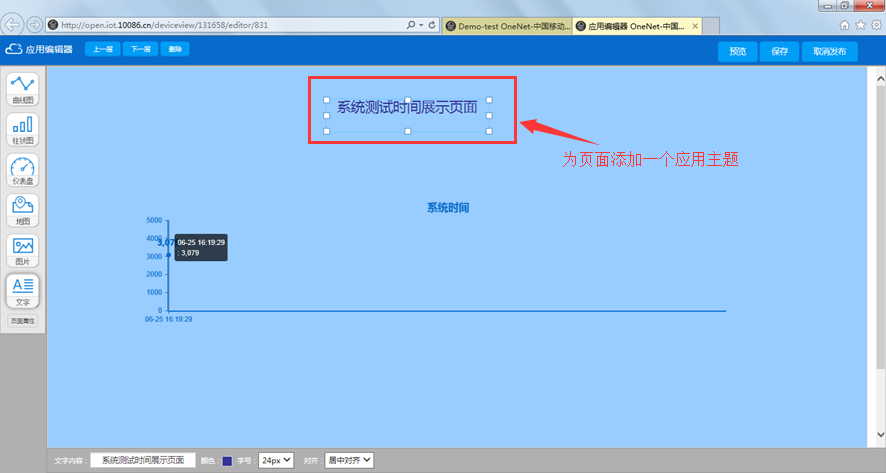 http://open.iot.10086.cn/deviceview/131658/editor/831
Demo-test OneNet-中国移动...
应用编辑器 OneNet-中国...
应用编辑器
上一层
下一层
删除
预览
保存
取消发布
曲线图
柱状图
仪表盘
地图
图片
文字
页面属性
系统测试时间展示页面
为页面添加一个应用主题
系统时间
5000
4000
3,07
06-25 16:19:29
: 3,079
3000
2000
1000
0
06-25 16:19:29
文字内容: 系统测试时间展示页面 颜色: 字号: 24px 对齐: 居中对齐